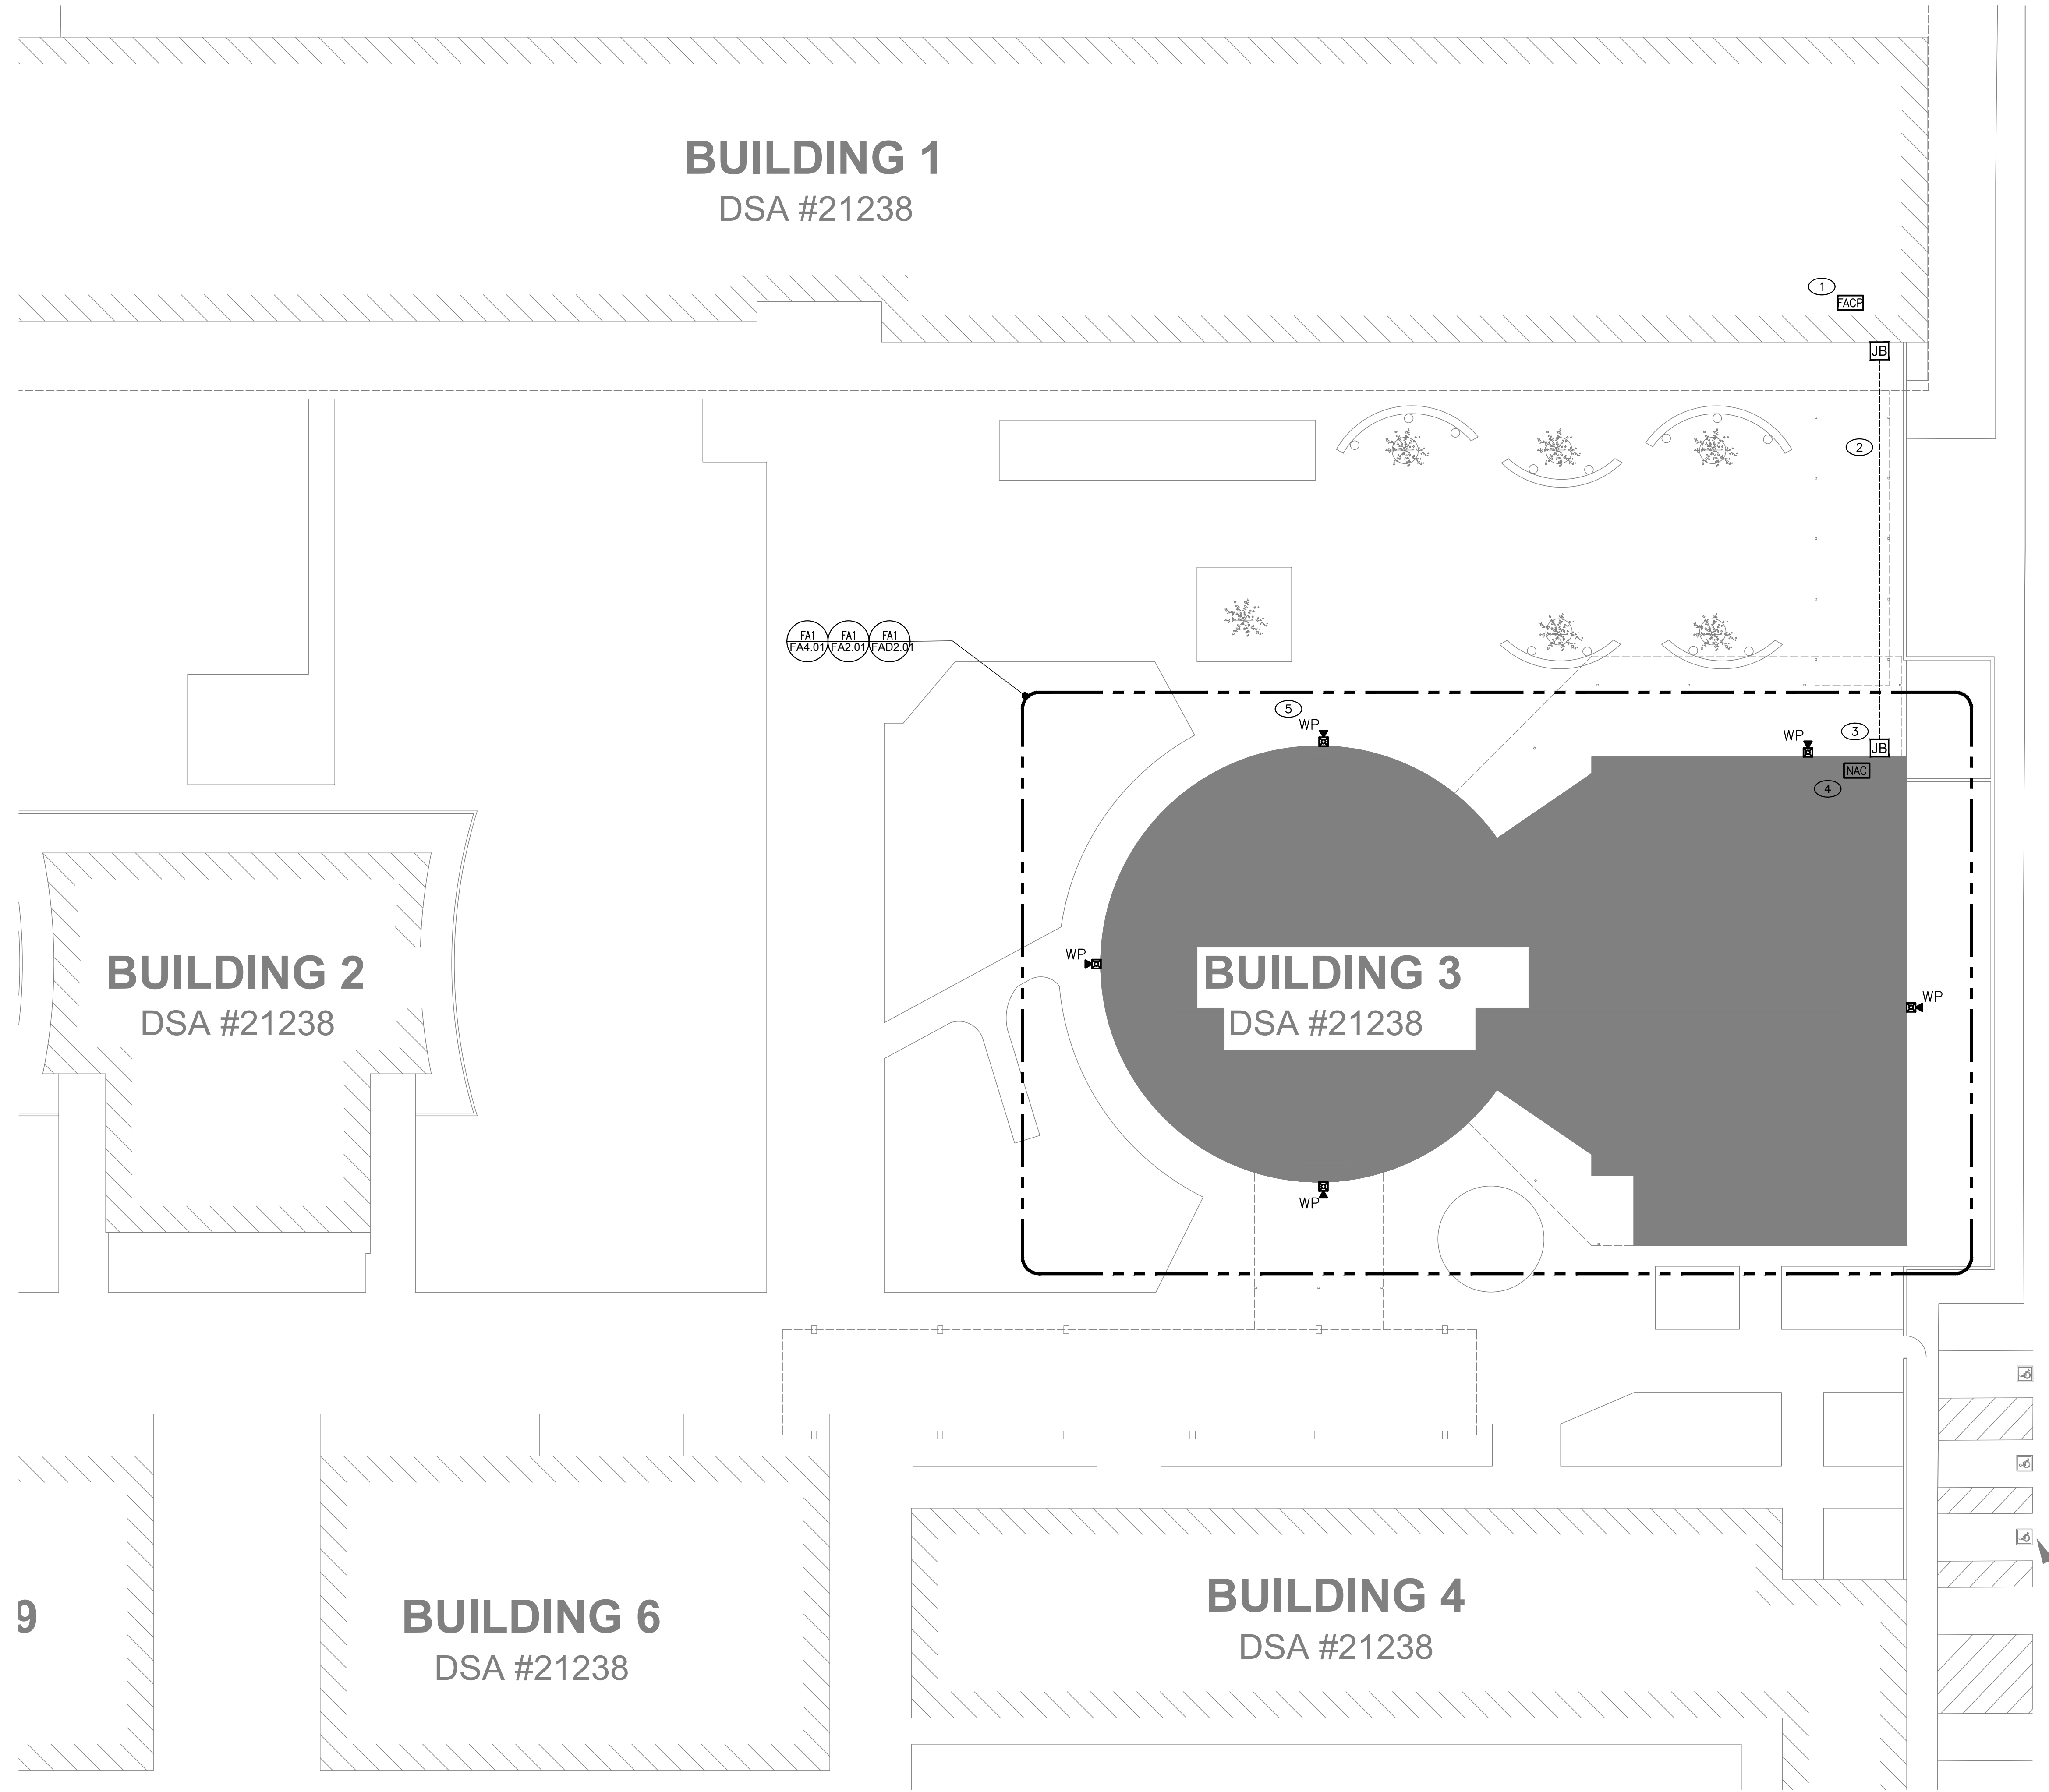 BUILDING 1
DSA #21238
1
FACP
JB
2
FA1
FA4.01
FA1
FA2.01
FA1
FAD2.01
5
WP
WP
3
JB
NAC
4
WP
BUILDING 2
DSA #21238
BUILDING 3
DSA #21238
WP
WP
BUILDING 6
DSA #21238
BUILDING 4
DSA #21238
9